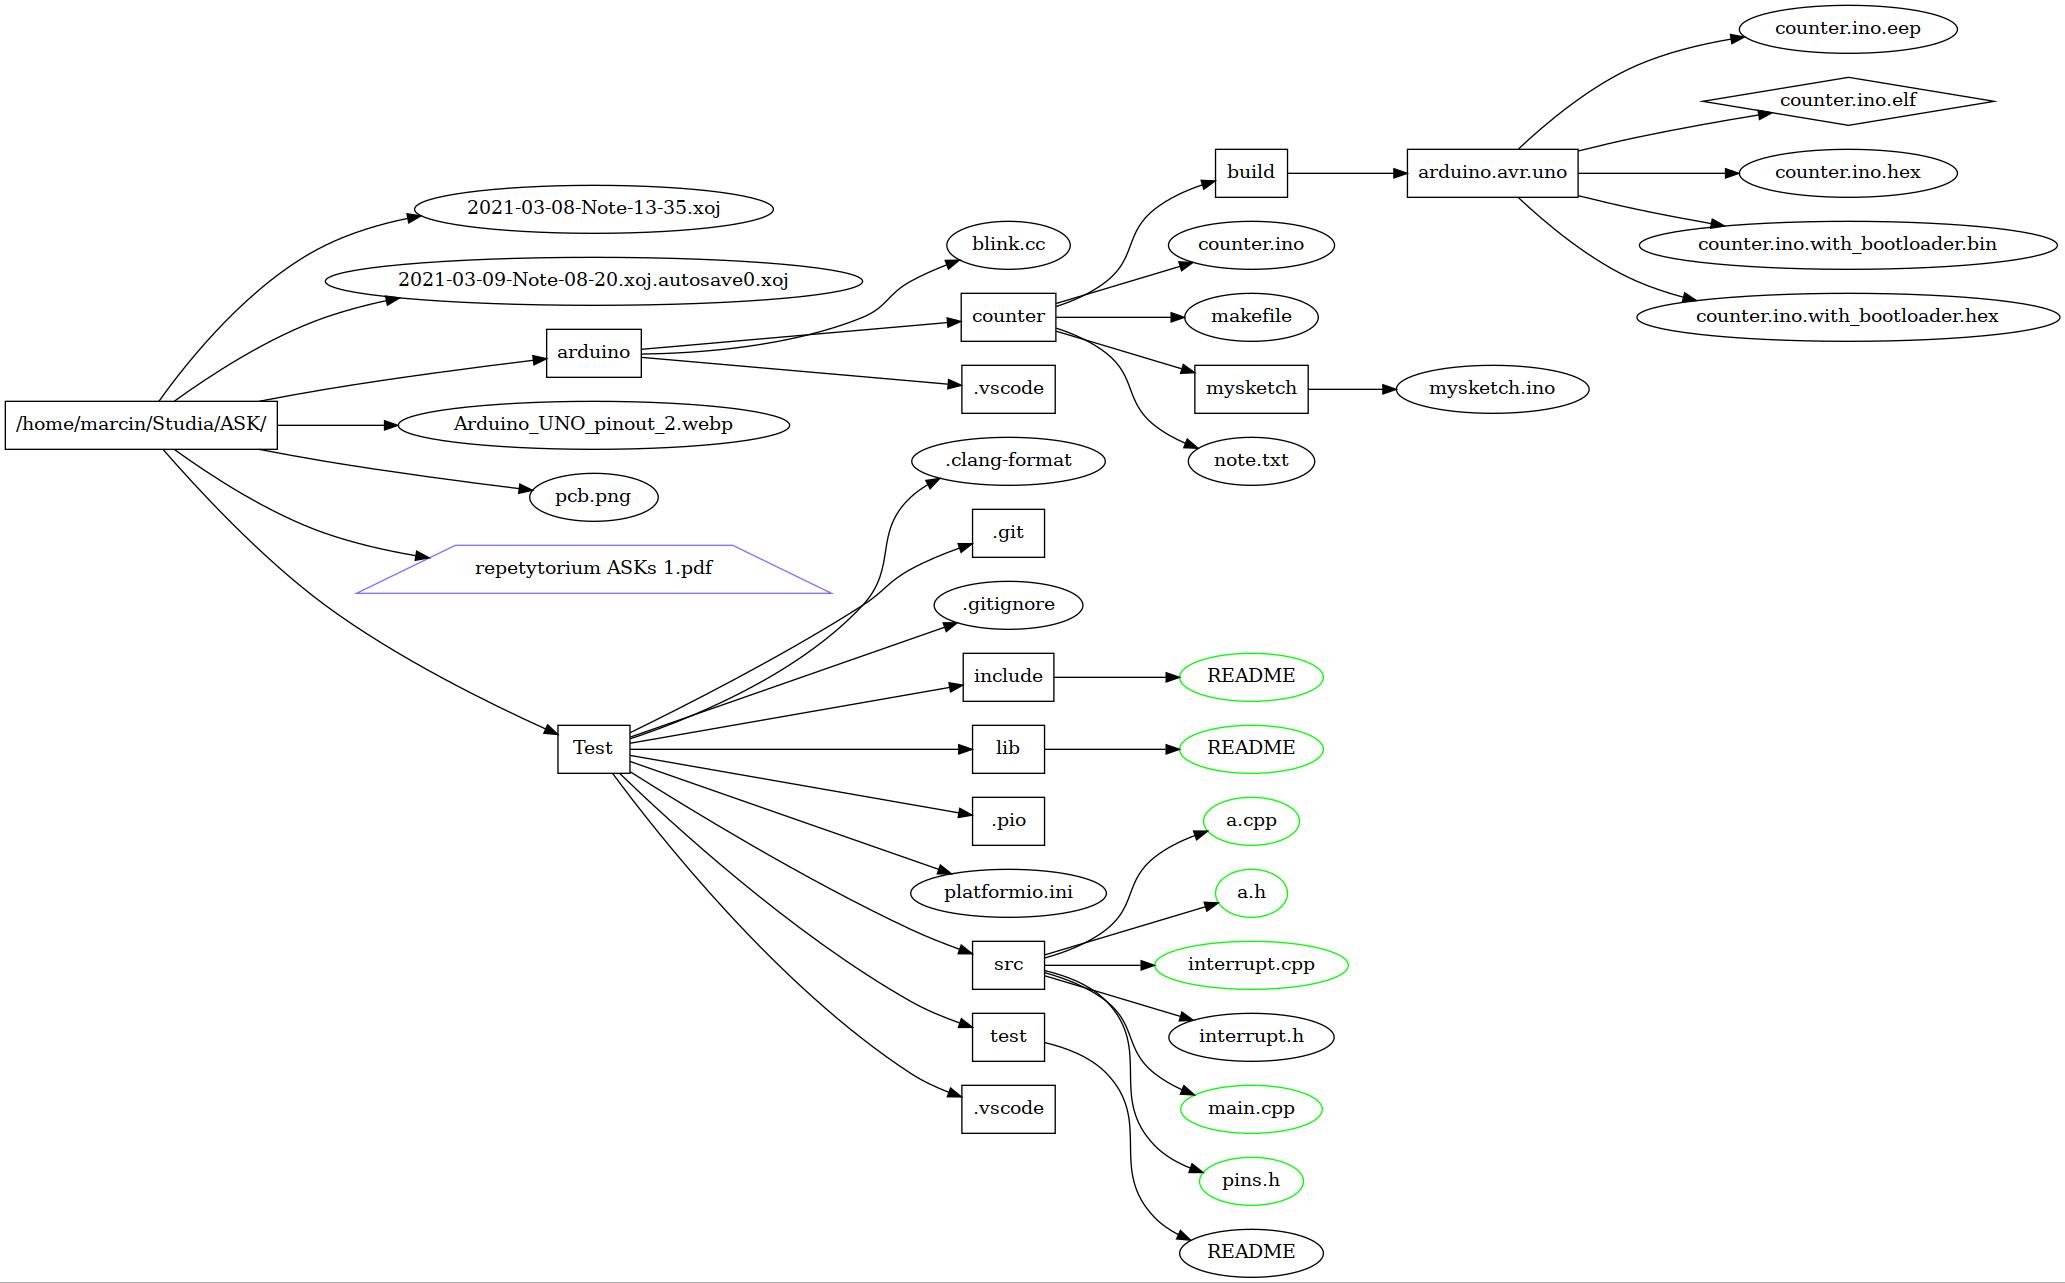 /home/marcin/Studia/ASK/
2021-03-08-Note-13-35.xoj
2021-03-09-Note-08-20.xoj.autosave0.xoj
arduino
Arduino_UNO_pinout_2.webp
pcb.png
repetytorium ASKs 1.pdf
Test
blink.cc
counter
.vscode
.clang-format
.git
.gitignore
include
lib
.pio
platformio.ini
src
test
.vscode
build
counter.ino
makefile
mysketch
note.txt
README
README
a.cpp
a.h
interrupt.cpp
interrupt.h
main.cpp
pins.h
README
arduino.avr.uno
mysketch.ino
counter.ino.eep
counter.ino.elf
counter.ino.hex
counter.ino.with_bootloader.bin
counter.ino.with_bootloader.hex